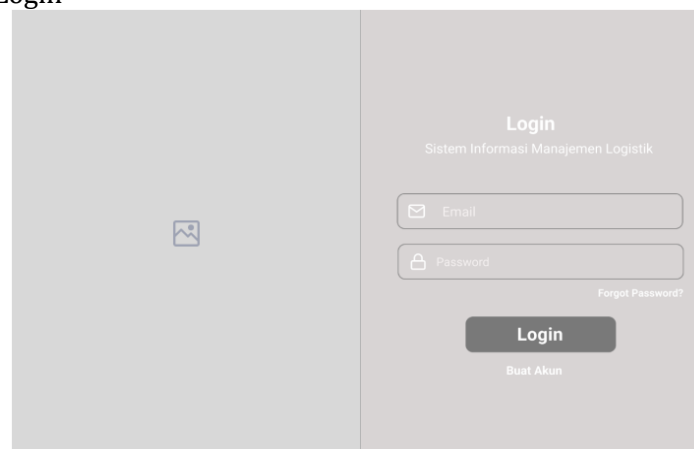 Login
Login
Sistem Informasi Manajemen Logistik
Email
Password
Forgot Password?
Login
Buat Akun